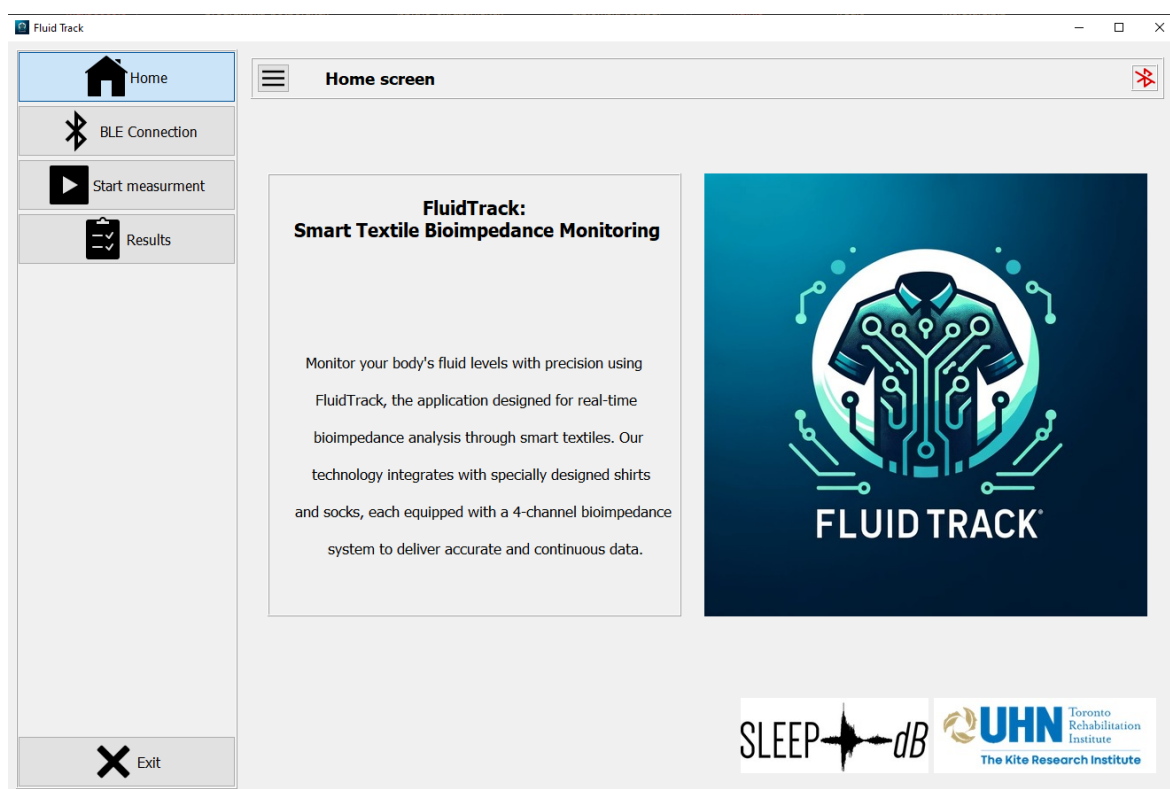 Fluid Track
Home
BLE Connection
Start measurment
Results
Exit
Home screen
FluidTrack:
Smart Textile Bioimpedance Monitoring
Monitor your body's fluid levels with precision using
FluidTrack, the application designed for real-time
bioimpedance analysis through smart textiles. Our
technology integrates with specially designed shirts
and socks, each equipped with a 4-channel bioimpedance
system to deliver accurate and continuous data.
FLUID TRACK
SLEEP dB
UHN
Toronto
Rehabilitation
Institute
The Kite Research Institute